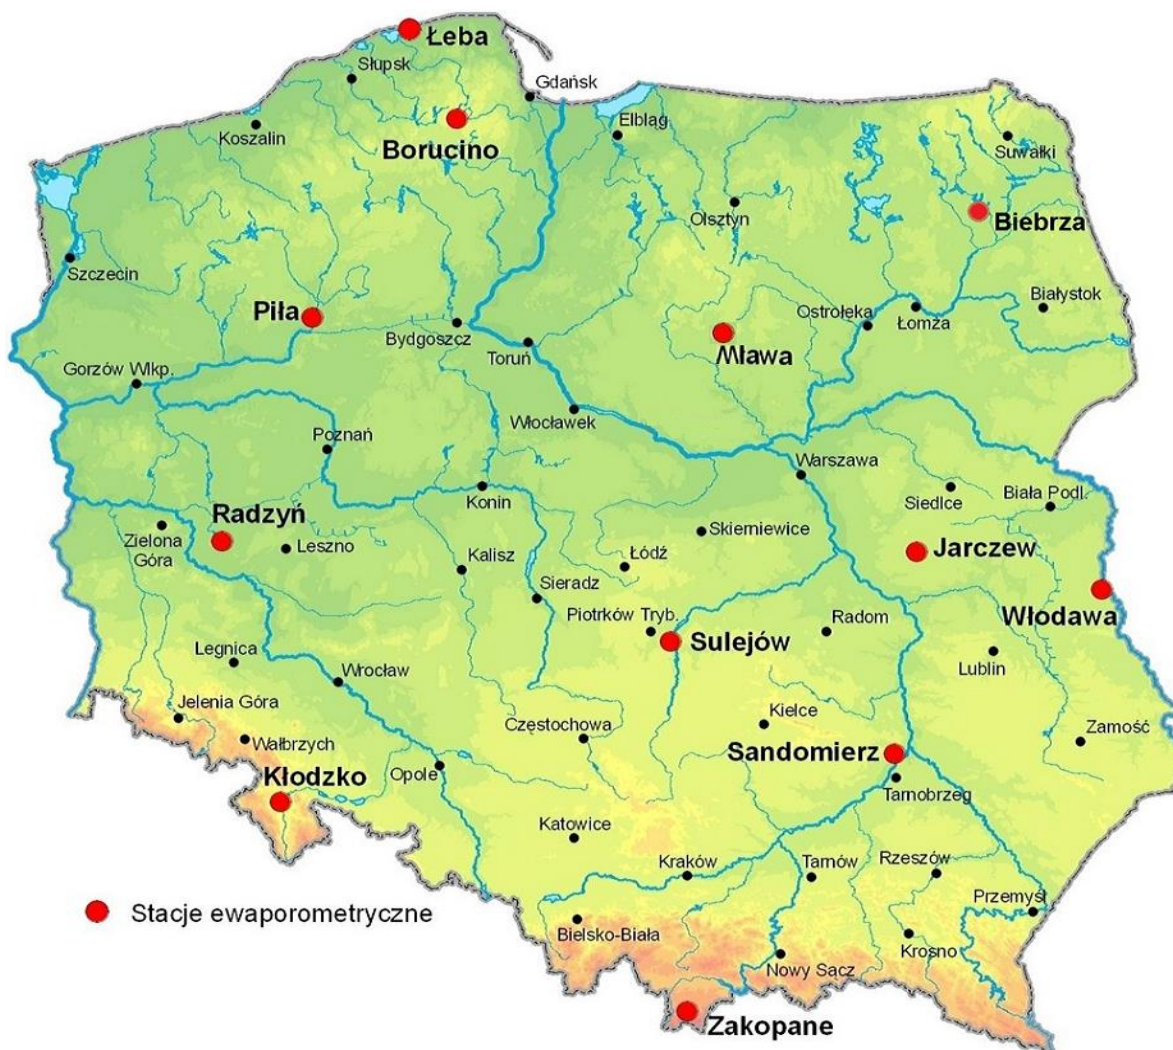 Łeba
Słupsk
Gdańsk
Koszalin
Borucino
Elbląg
Suwałki
Olsztyn
Biebrza
Szczecin
Piła
Bydgoszcz
Toruń
Ostrołęka
Łomża
Białystok
Mława
Gorzów Wlkp.
Włocławek
Poznań
Warszawa
Konin
Siedlce
Biała Podl.
Radzyń
Zielona
Góra
Leszno
Skierniewice
Kalisz
Łódź
Jarczew
Sieradz
Piotrków Tryb.
Radom
Włodawa
Sulejów
Legnica
Wrocław
Lublin
Jelenia Góra
Częstochowa
Kielce
Zamość
Wałbrzych
Sandomierz
Kłodzko
Opole
Tarnobrzeg
Katowice
Kraków
Tarnów
Rzeszów
Przemyśl
Stacje ewaporometryczne
Bielsko-Biała
Krosno
Nowy Sącz
Zakopane